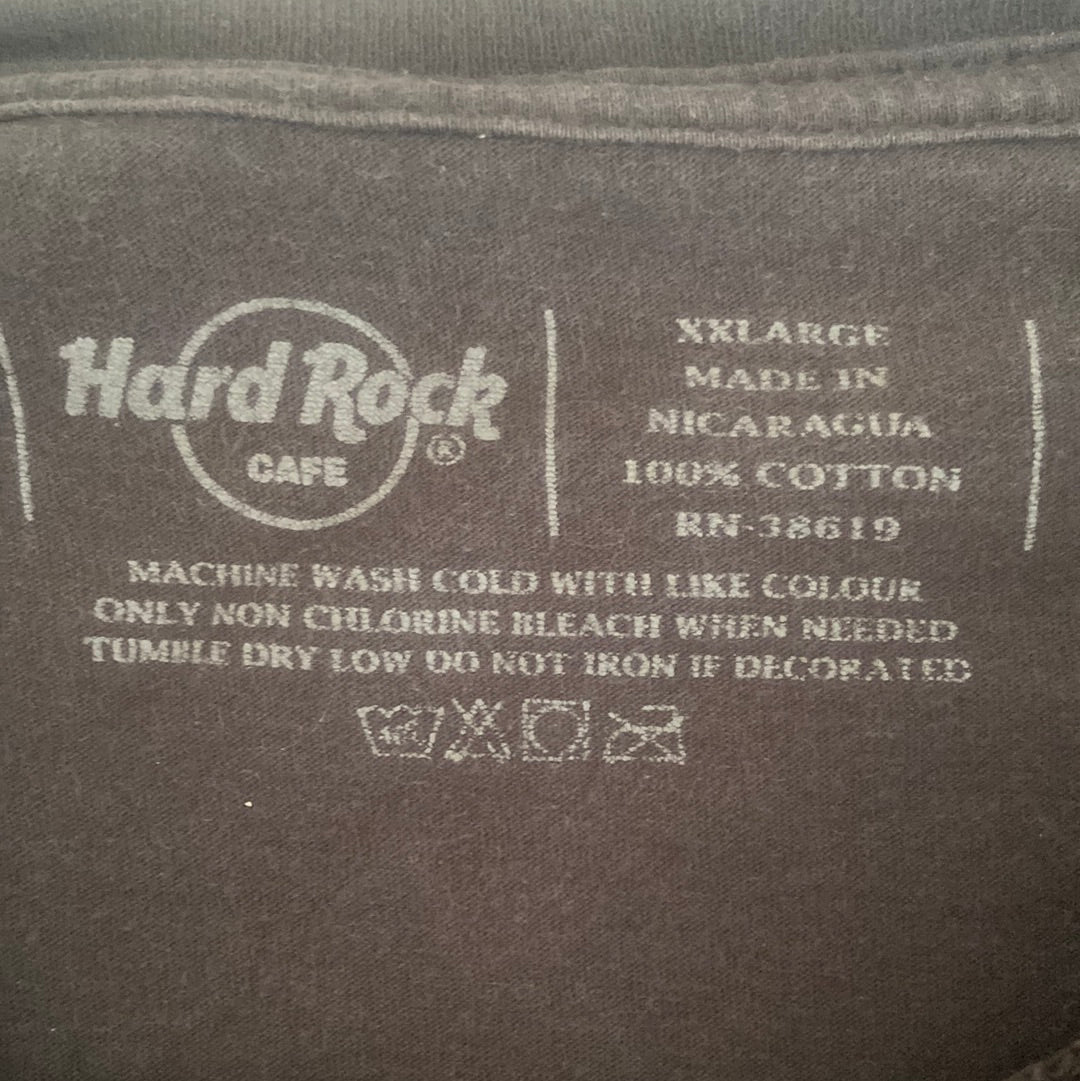 Hard Rock
CAFE
®
XXLARGE
MADE IN
NICARAGUA
100% COTTON
RN-38619
MACHINE WASH COLD WITH LIKE COLOUR
ONLY NON CHLORINE BLEACH WHEN NEEDED
TUMBLE DRY LOW DO NOT IRON IF DECORATED